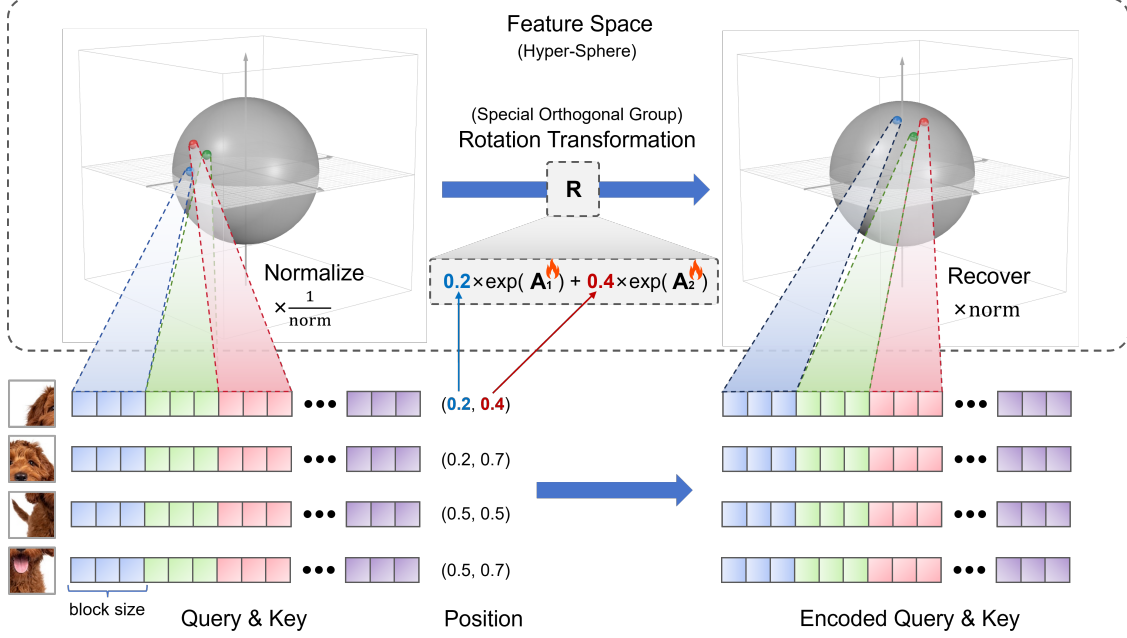 Feature Space
(Hyper-Sphere)
(Special Orthogonal Group)
Rotation Transformation
R
0.2×exp( A₁) + 0.4×exp( A₂)
Normalize
× 1/norm
Recover
×norm
(0.2, 0.4)
(0.2, 0.7)
(0.5, 0.5)
(0.5, 0.7)
block size
Query & Key
Position
Encoded Query & Key